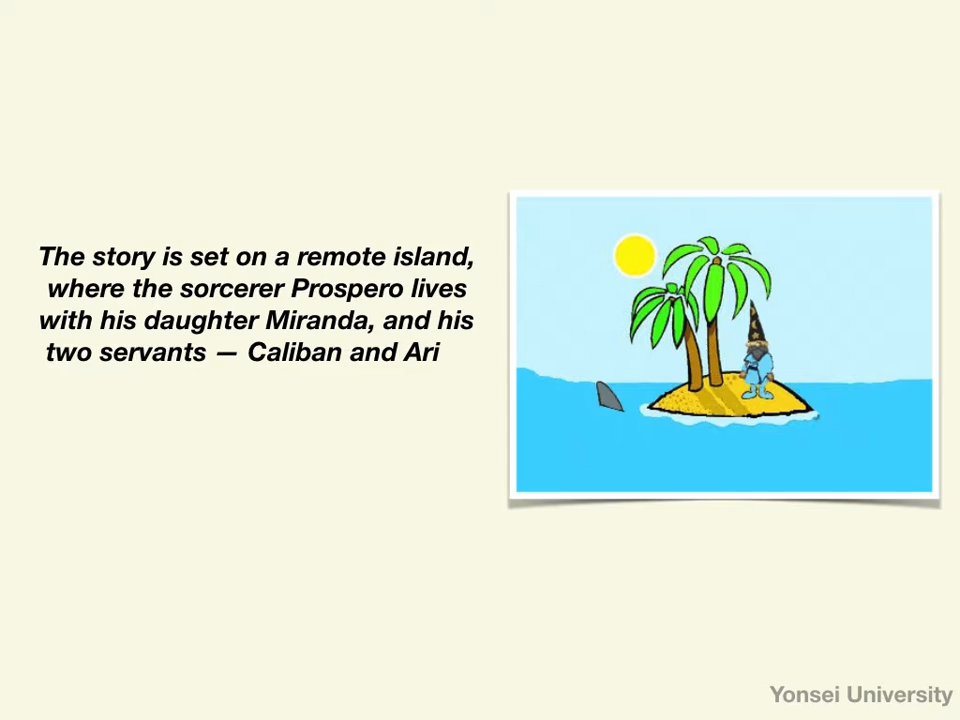 The story is set on a remote island,
where the sorcerer Prospero lives
with his daughter Miranda, and his
two servants — Caliban and Ari
Yonsei University